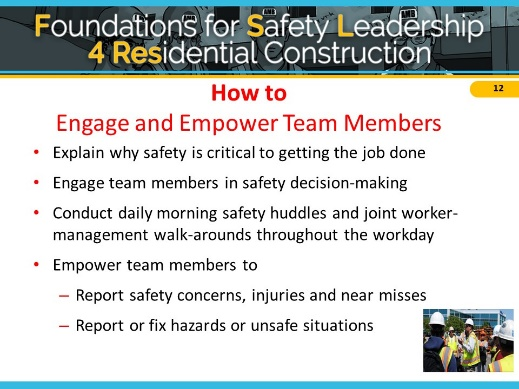 Foundations for Safety Leadership
4 Residential Construction
12
How to
Engage and Empower Team Members
• Explain why safety is critical to getting the job done
• Engage team members in safety decision-making
• Conduct daily morning safety huddles and joint worker-
management walk-arounds throughout the workday
• Empower team members to
– Report safety concerns, injuries and near misses
– Report or fix hazards or unsafe situations